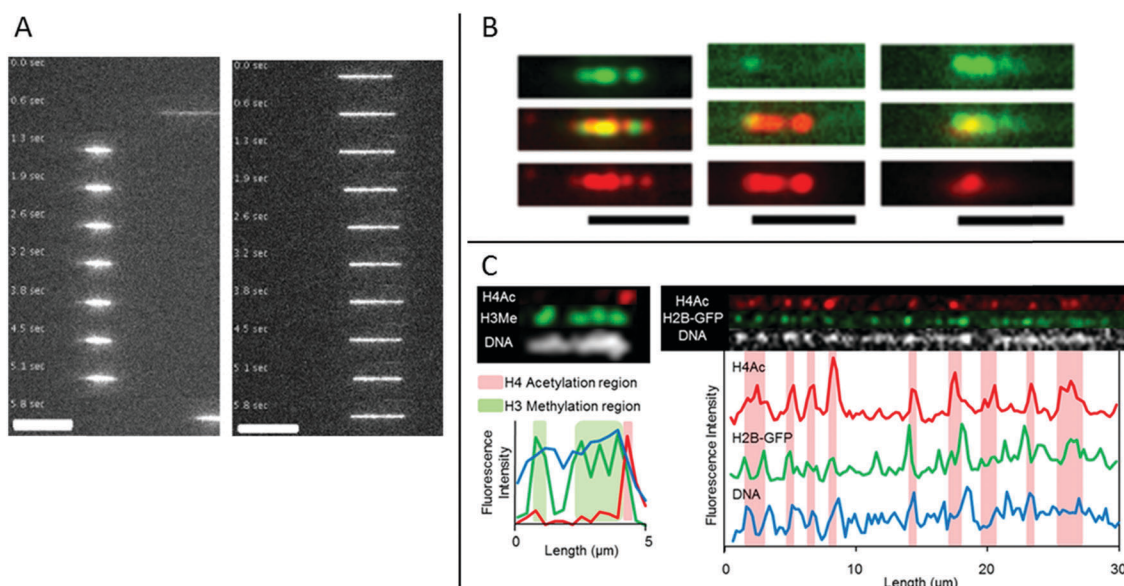 A
0.0 sec
0.6 sec
1.3 sec
1.9 sec
2.6 sec
3.2 sec
3.8 sec
4.5 sec
5.1 sec
5.8 sec
0.0 sec
0.6 sec
1.3 sec
1.9 sec
2.6 sec
3.2 sec
3.8 sec
4.5 sec
5.1 sec
5.8 sec
B
C
H4Ac
H3Me
DNA
H4 Acetylation region
H3 Methylation region
Fluorescence
Intensity
0 5
Length (μm)
H4Ac
H2B-GFP
DNA
H4Ac
H2B-GFP
DNA
Fluorescence Intensity
0 10 20 30
Length (μm)